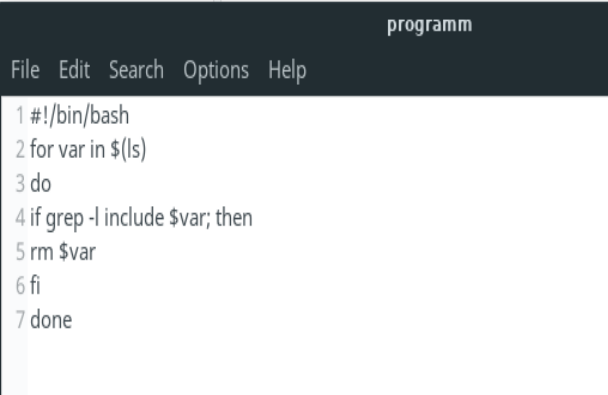 programm
File Edit Search Options Help
1 #!/bin/bash
2 for var in $(ls)
3 do
4 if grep -l include $var; then
5 rm $var
6 fi
7 done